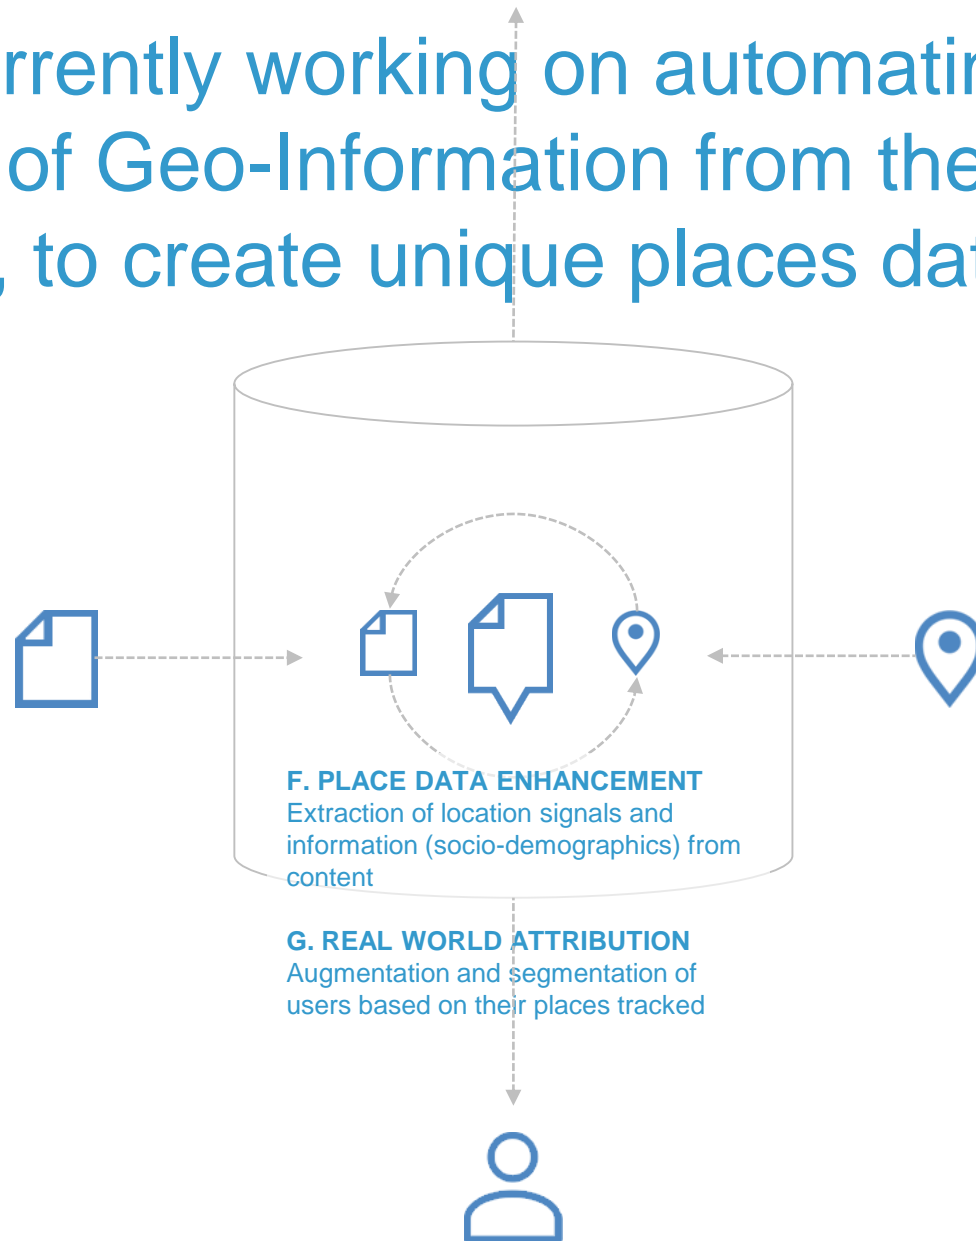 rrently working on automatin
of Geo-Information from the
, to create unique places dat
F. PLACE DATA ENHANCEMENT
Extraction of location signals and
information (socio-demographics) from
content
G. REAL WORLD ATTRIBUTION
Augmentation and segmentation of
users based on their places tracked